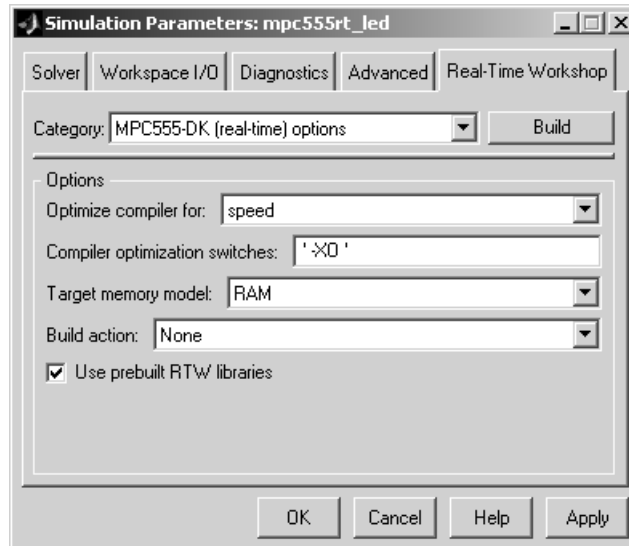 Simulation Parameters: mpc555rt_led
Solver Workspace I/O Diagnostics Advanced Real-Time Workshop
Category: MPC555-DK (real-time) options Build
Options
Optimize compiler for: speed
Compiler optimization switches: '-XO '
Target memory model: RAM
Build action: None
Use prebuilt RTW libraries
OK Cancel Help Apply